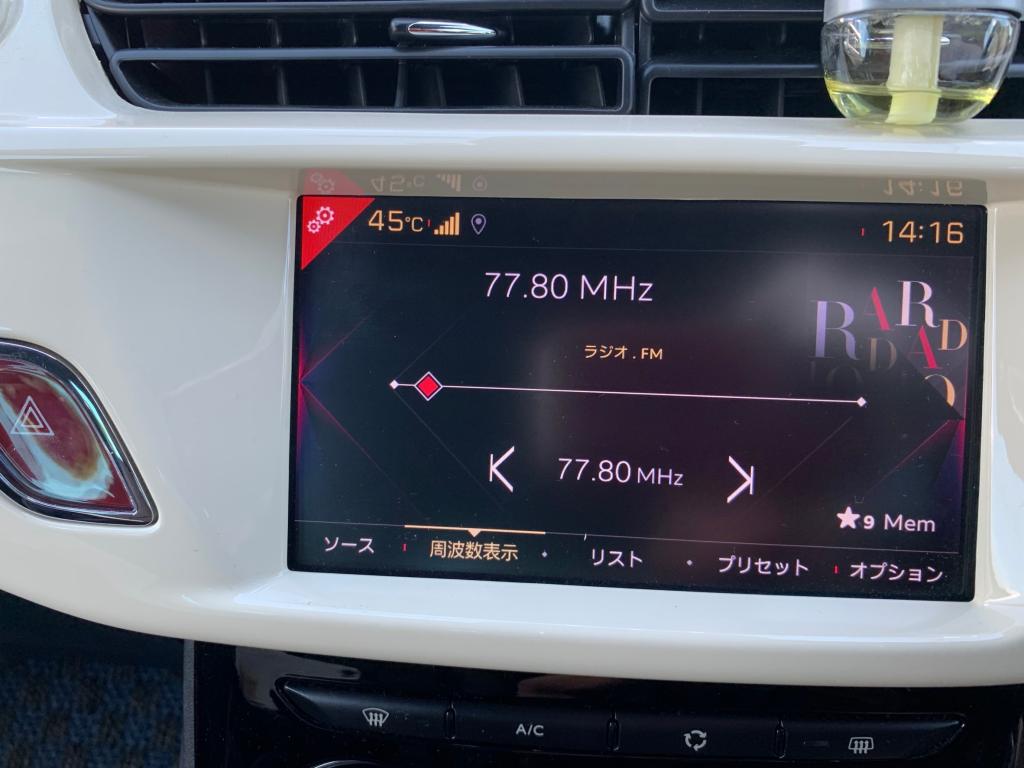 45°C 14:16
77.80 MHz
RARDDAIO
ラジオ . FM
77.80 MHz
9 Mem
ソース 周波数表示 リスト プリセット オプション
A/C